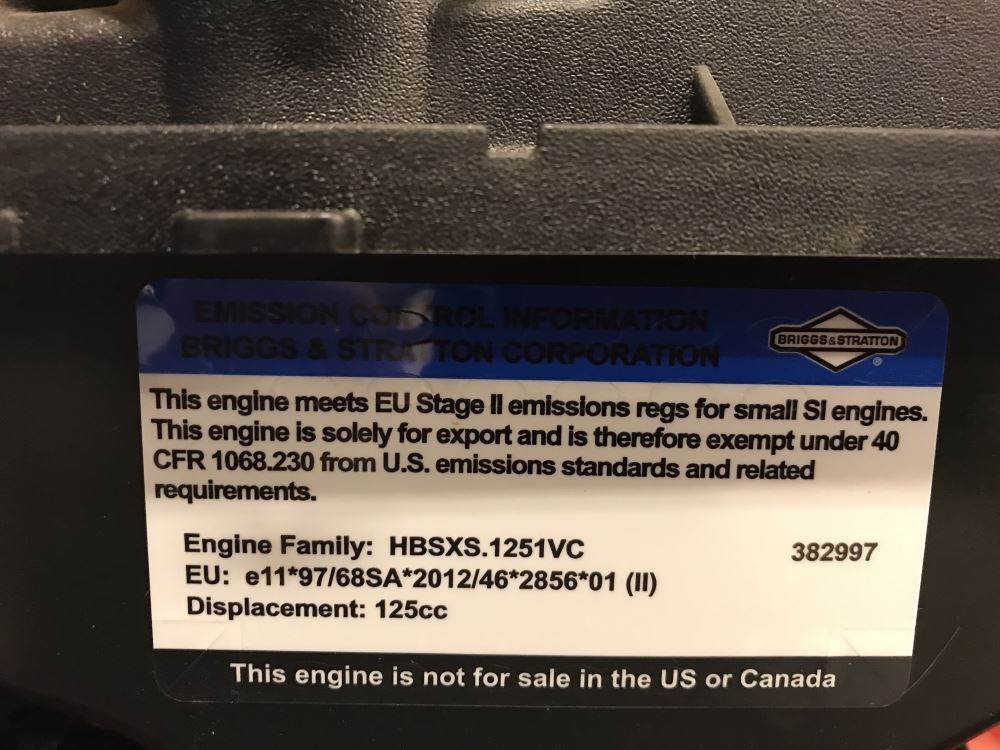 EMISSION CONTROL INFORMATION
BRIGGS & STRATTON CORPORATION
BRIGGS & STRATTON
®
This engine meets EU Stage II emissions regs for small SI engines.
This engine is solely for export and is therefore exempt under 40
CFR 1068.230 from U.S. emissions standards and related
requirements.
Engine Family: HBSXS.1251VC
382997
EU: e11*97/68SA*2012/46*2856*01 (II)
Displacement: 125cc
This engine is not for sale in the US or Canada